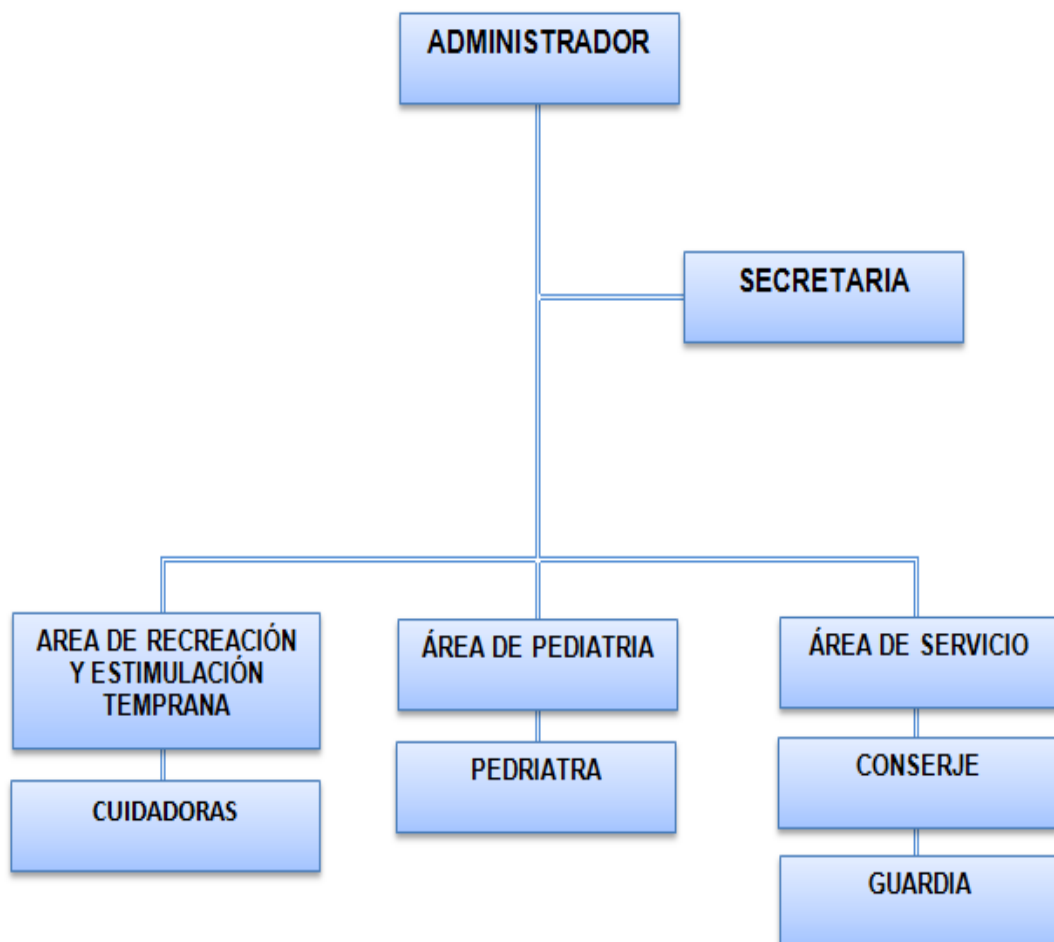 ADMINISTRADOR
SECRETARIA
AREA DE RECREACIÓN
Y ESTIMULACIÓN
TEMPRANA
CUIDADORAS
ÁREA DE PEDIATRIA
PEDRIATRA
ÁREA DE SERVICIO
CONSERJE
GUARDIA